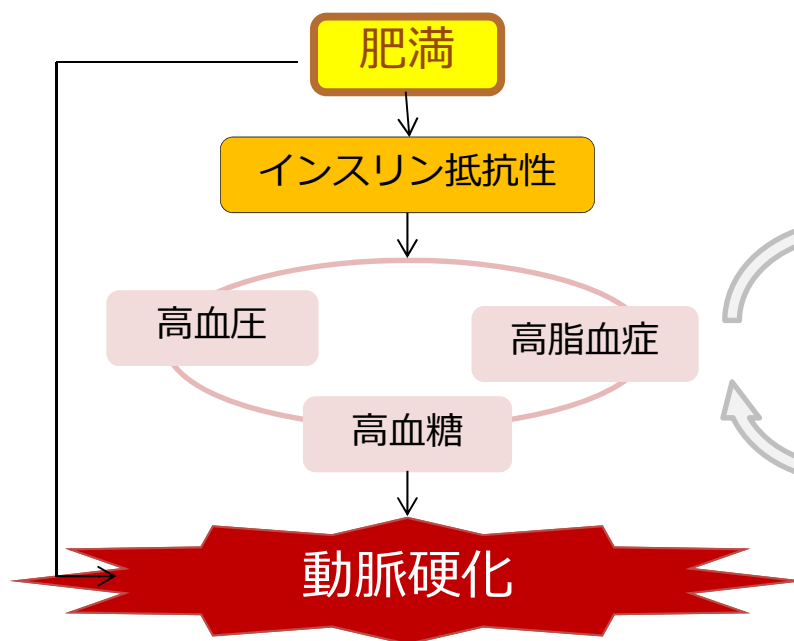 肥満
インスリン抵抗性
高血圧
高脂血症
高血糖
動脈硬化